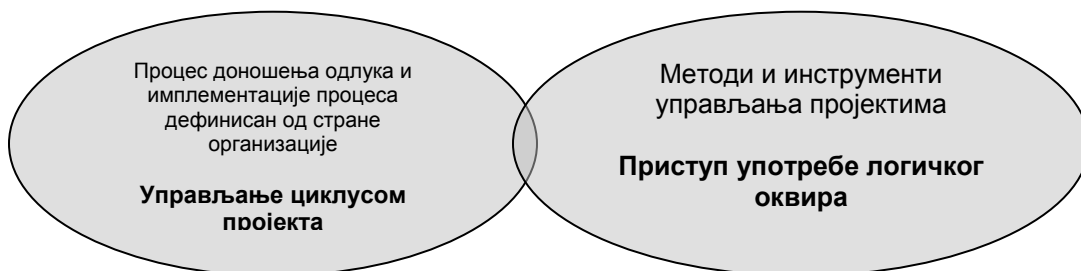 Процес доношења одлука и
имплементације процеса
дефинисан од стране
организације
Управљање циклусом
пројекта
Методи и инструменти
управљања пројектима
Приступ употребе логичког
оквира